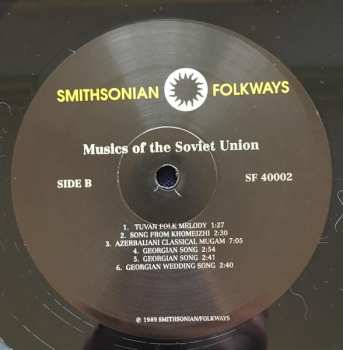 SMITHSONIAN FOLKWAYS
Musics of the Soviet Union
SIDE B SF 40002
1. TUVAN FOLK MELODY 1:27
2. SONG FROM KHOMEIZHI 2:30
3. AZERBAIJANI CLASSICAL MUGAM 7:05
4. GEORGIAN SONG 2:54
5. GEORGIAN SONG 2:41
6. GEORGIAN WEDDING SONG 2:40
℗ 1989 SMITHSONIAN/FOLKWAYS